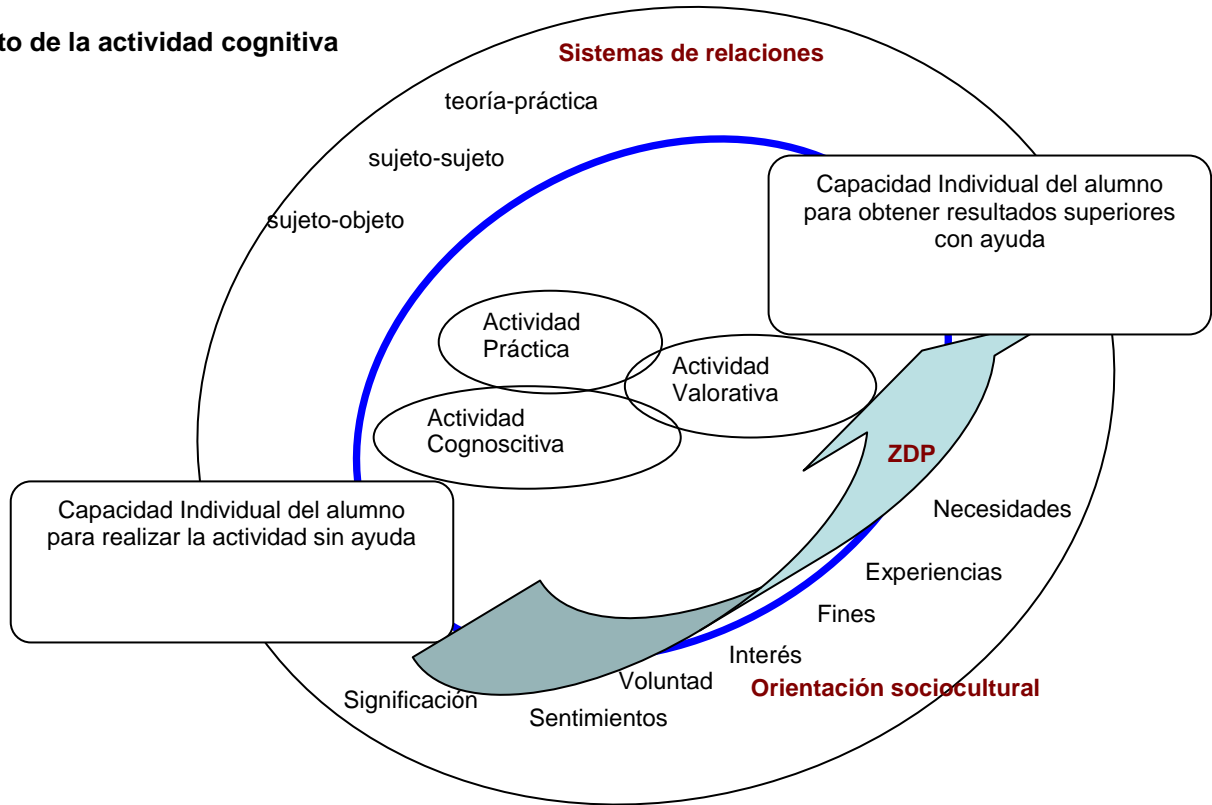 to de la actividad cognitiva
Sistemas de relaciones
teoría-práctica
sujeto-sujeto
sujeto-objeto
Capacidad Individual del alumno
para obtener resultados superiores
con ayuda
Actividad
Práctica
Actividad
Valorativa
Actividad
Cognoscitiva
ZDP
Capacidad Individual del alumno
para realizar la actividad sin ayuda
Necesidades
Experiencias
Fines
Interés
Voluntad
Orientación sociocultural
Significación
Sentimientos